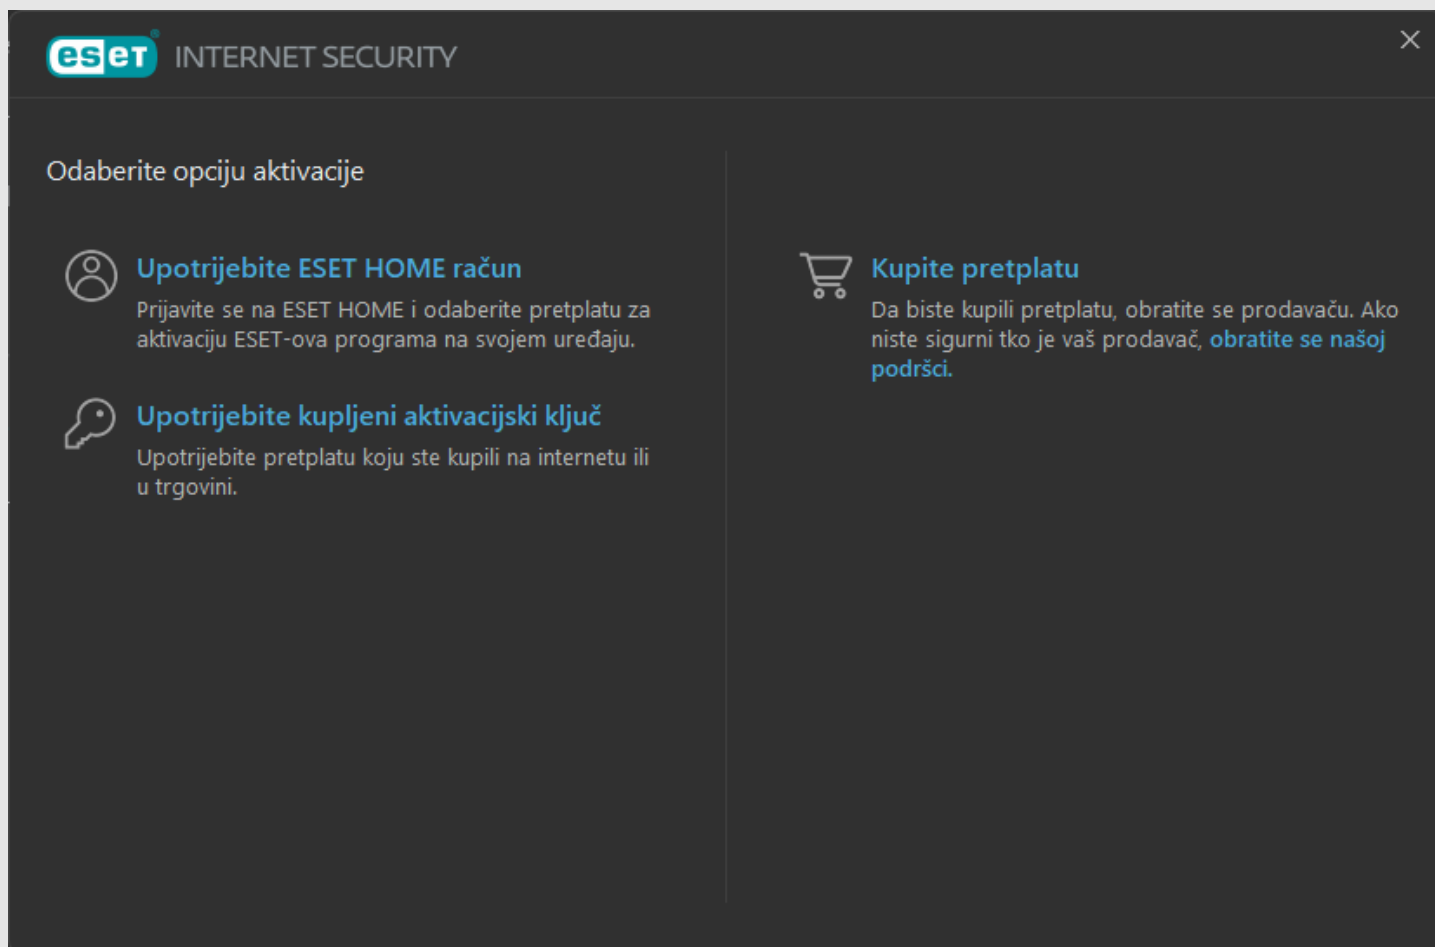 eset® INTERNET SECURITY
Odaberite opciju aktivacije
Upotrijebite ESET HOME račun
Prijavite se na ESET HOME i odaberite pretplatu za
aktivaciju ESET-ova programa na svojem uređaju.
Upotrijebite kupljeni aktivacijski ključ
Upotrijebite pretplatu koju ste kupili na internetu ili
u trgovini.
Kupite pretplatu
Da biste kupili pretplatu, obratite se prodavaču. Ako
niste sigurni tko je vaš prodavač, obratite se našoj
podršci.